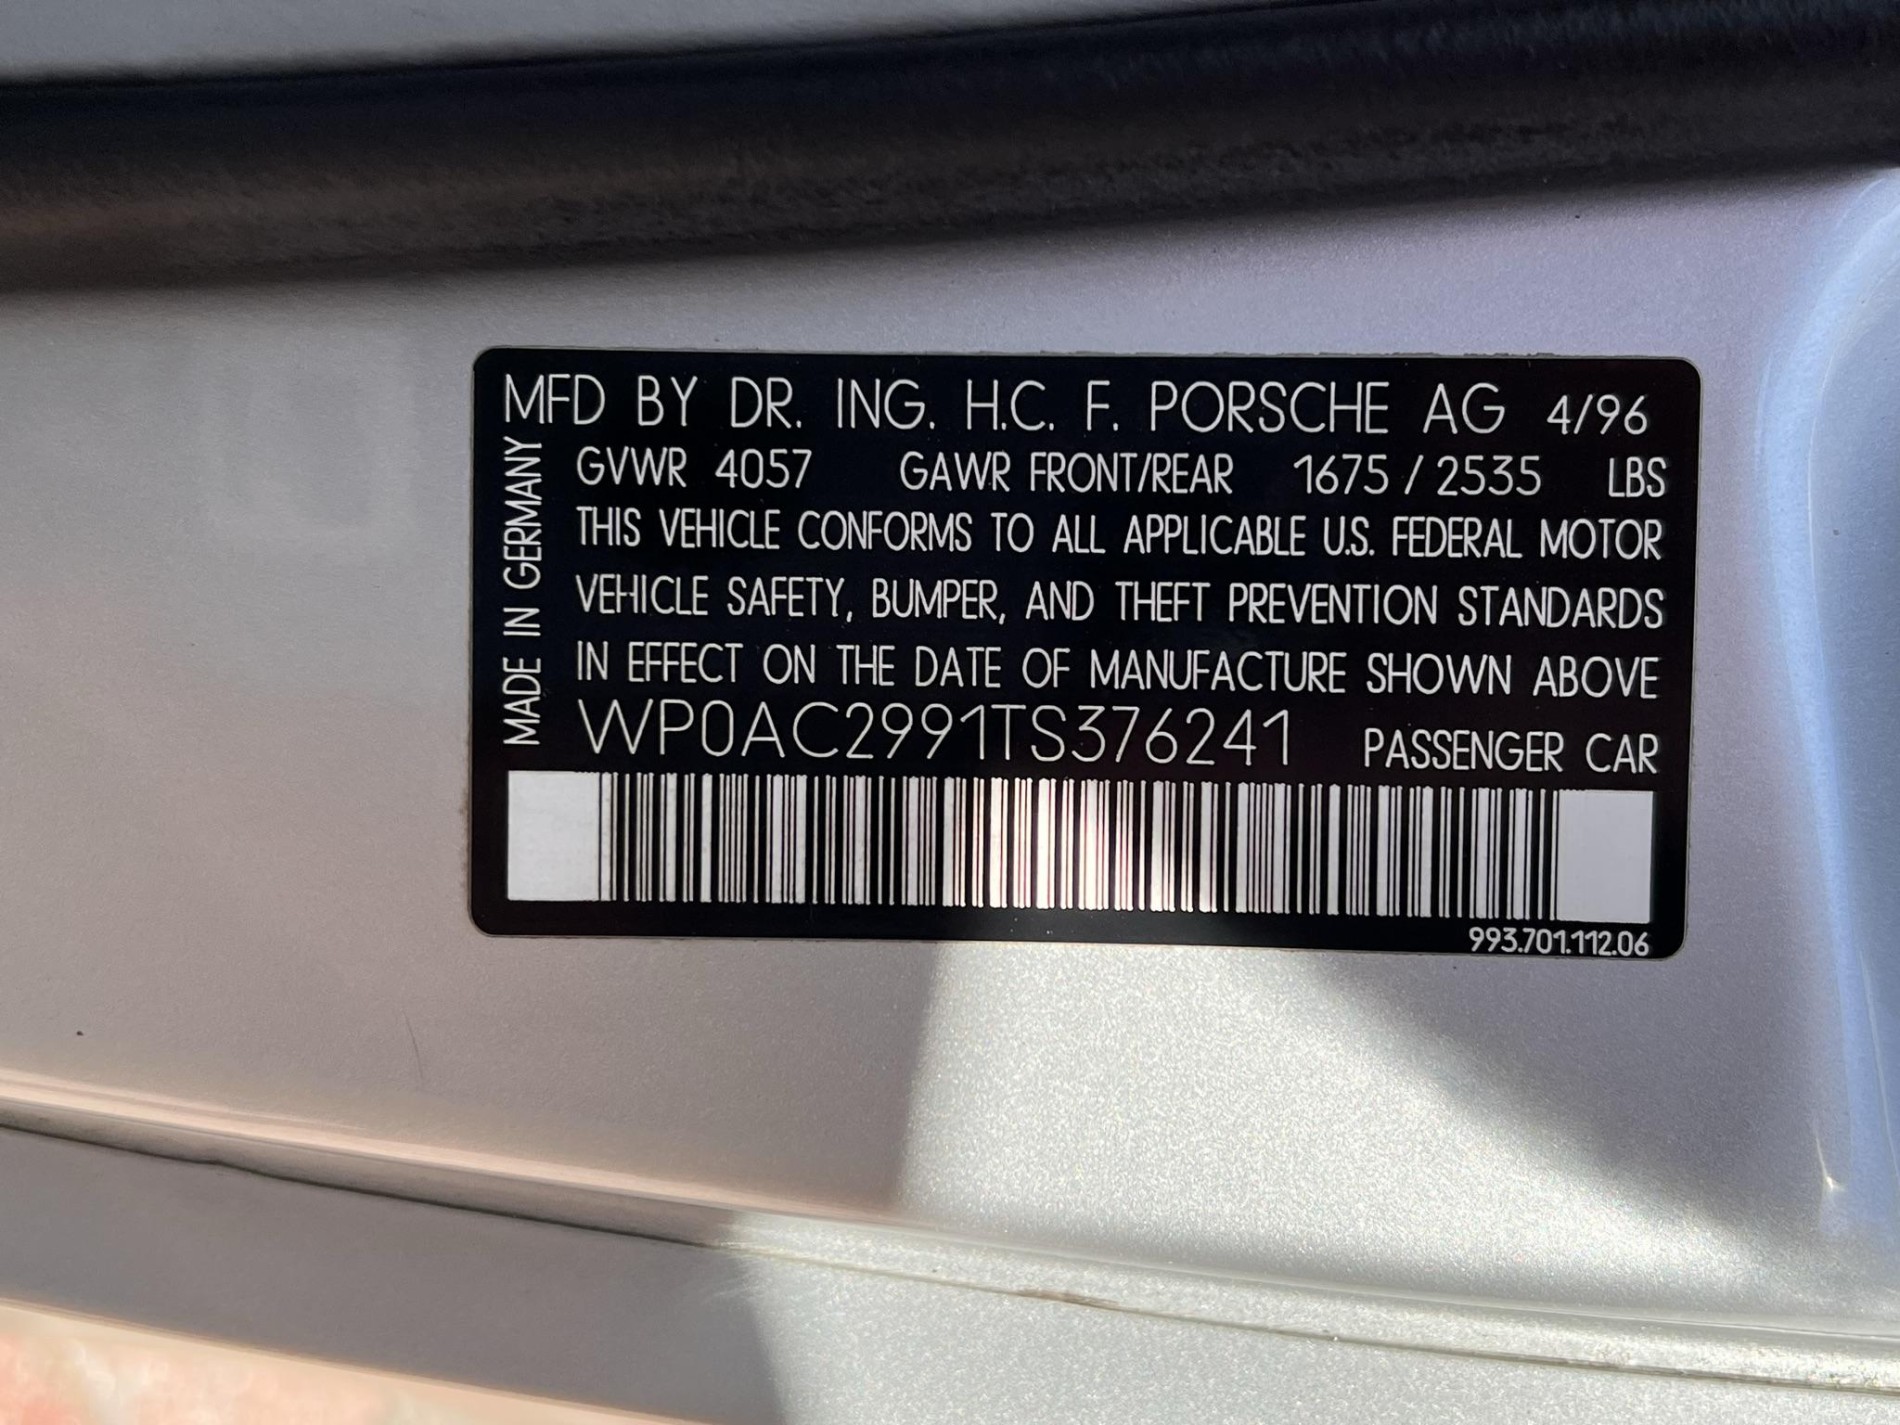 MFD BY DR. ING. H.C. F. PORSCHE AG 4/96
MADE IN GERMANY
GVWR 4057 GAWR FRONT/REAR 1675 / 2535 LBS
THIS VEHICLE CONFORMS TO ALL APPLICABLE U.S. FEDERAL MOTOR
VEHICLE SAFETY, BUMPER, AND THEFT PREVENTION STANDARDS
IN EFFECT ON THE DATE OF MANUFACTURE SHOWN ABOVE
WP0AC2991TS376241 PASSENGER CAR
993.701.112.06